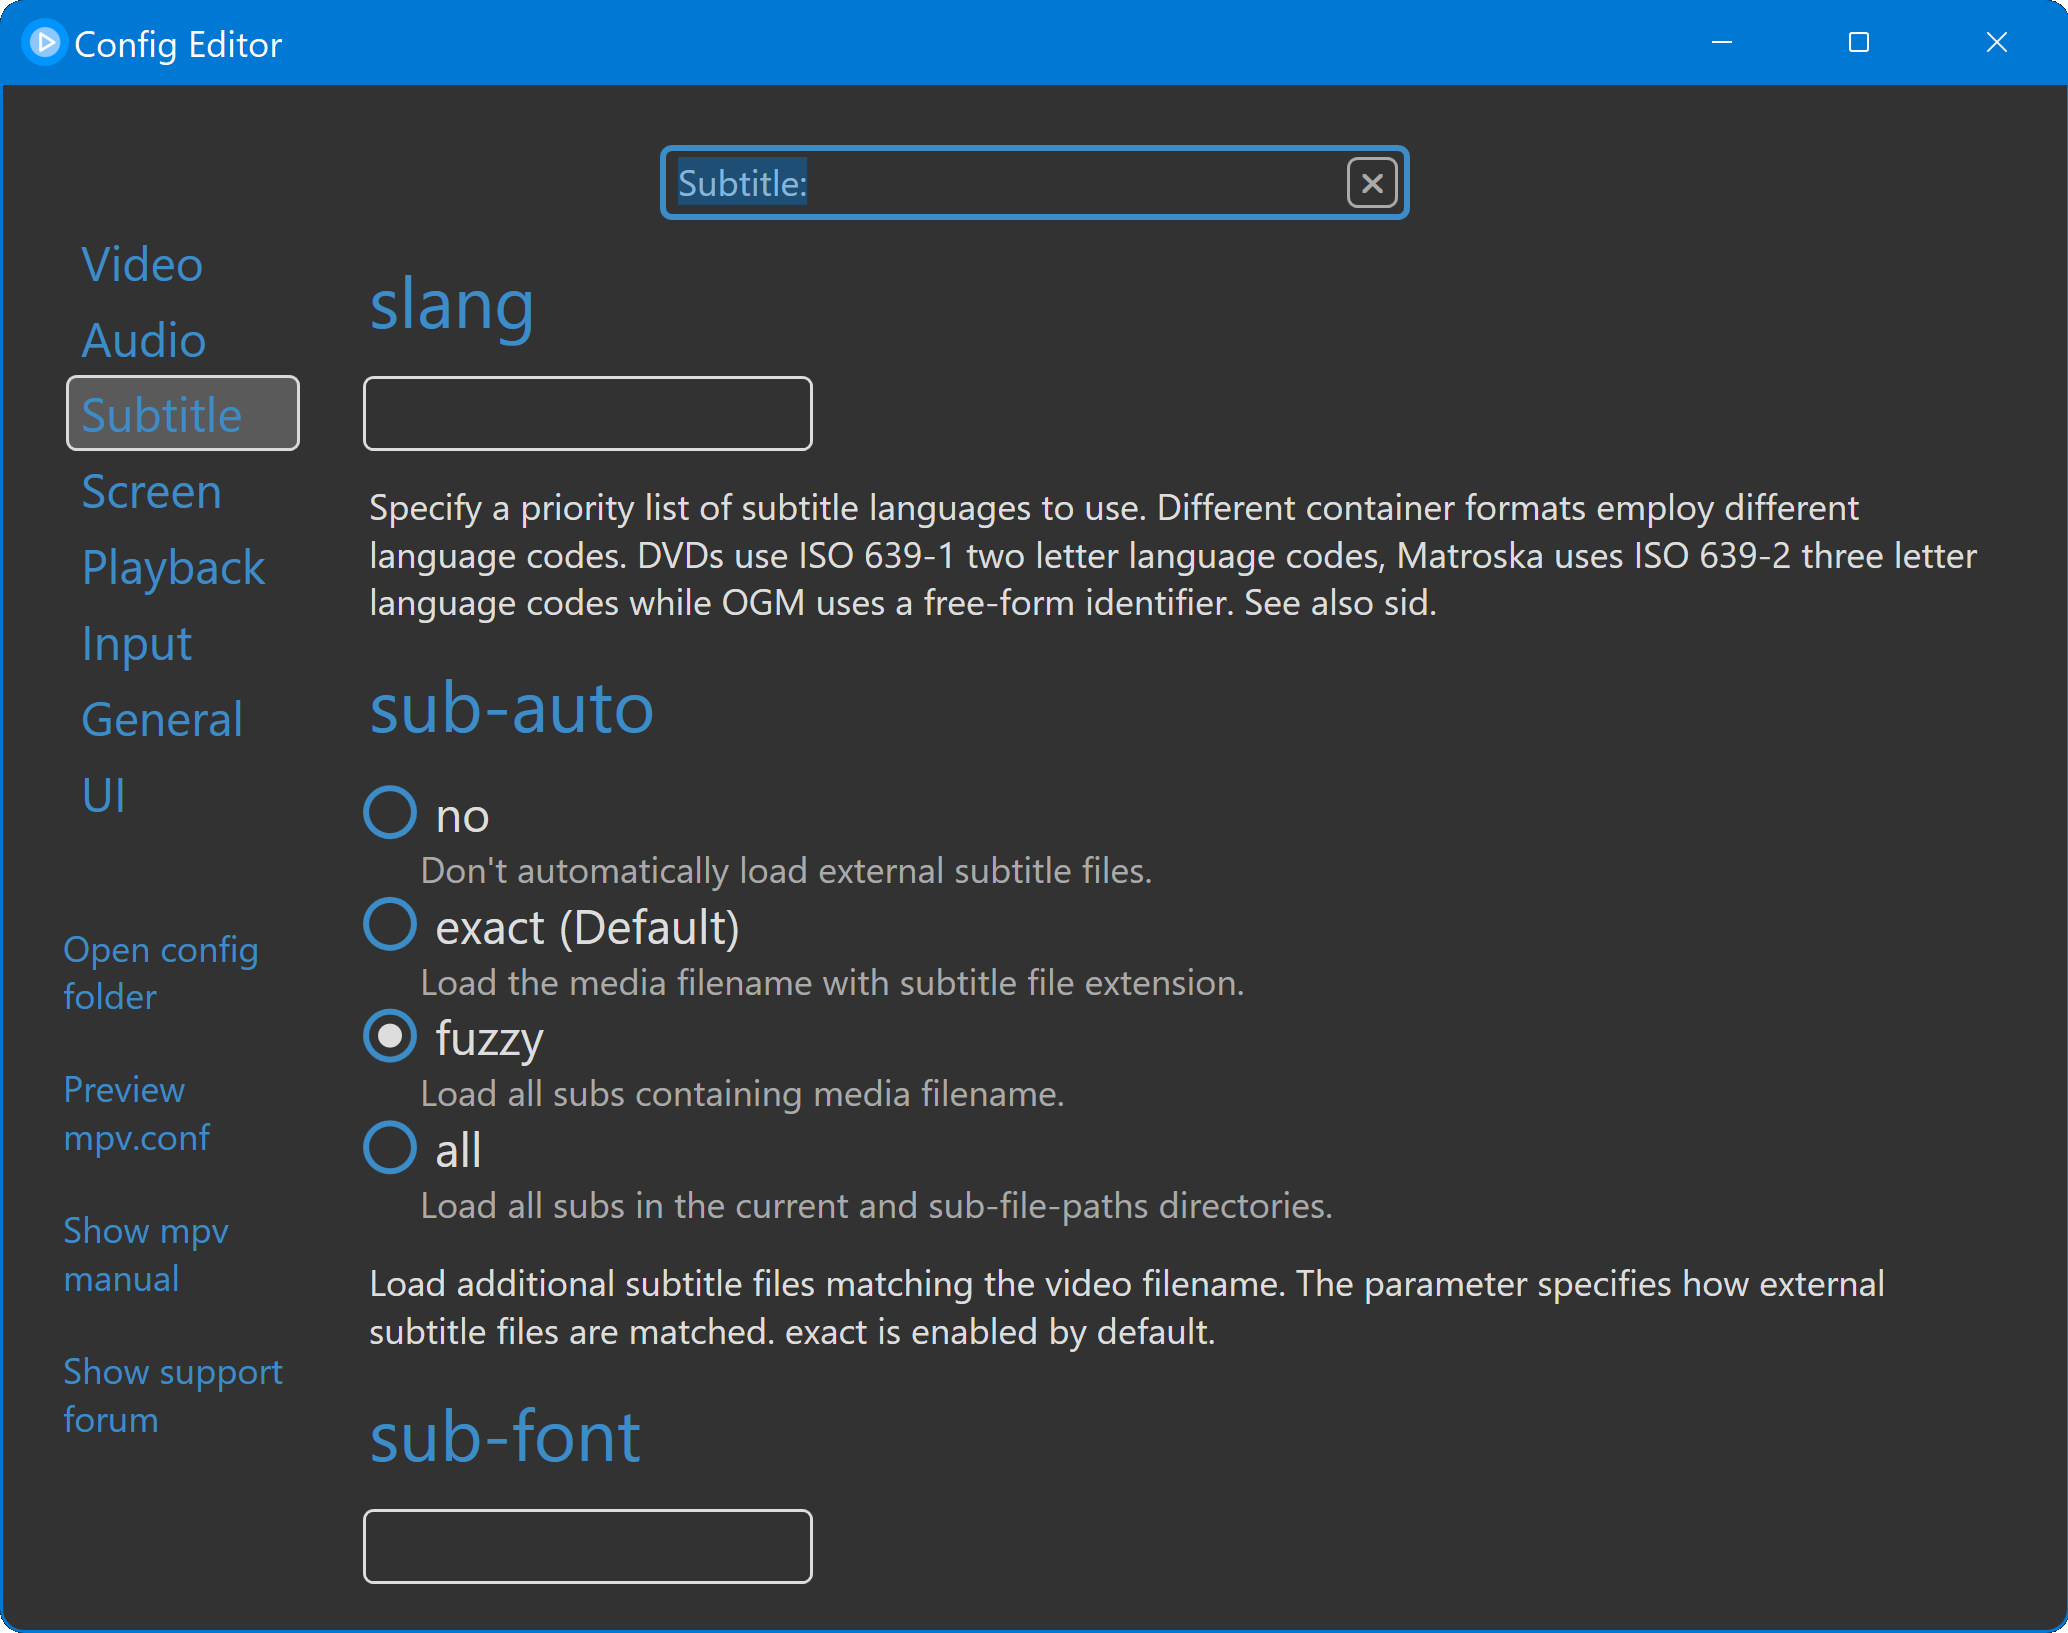 Config Editor
Subtitle:
Video
Audio
Subtitle
Screen
Playback
Input
General
UI
Open config
folder
Preview
mpv.conf
Show mpv
manual
Show support
forum
slang
Specify a priority list of subtitle languages to use. Different container formats employ different
language codes. DVDs use ISO 639-1 two letter language codes, Matroska uses ISO 639-2 three letter
language codes while OGM uses a free-form identifier. See also sid.
sub-auto
no
Don't automatically load external subtitle files.
exact (Default)
Load the media filename with subtitle file extension.
fuzzy
Load all subs containing media filename.
all
Load all subs in the current and sub-file-paths directories.
Load additional subtitle files matching the video filename. The parameter specifies how external
subtitle files are matched. exact is enabled by default.
sub-font